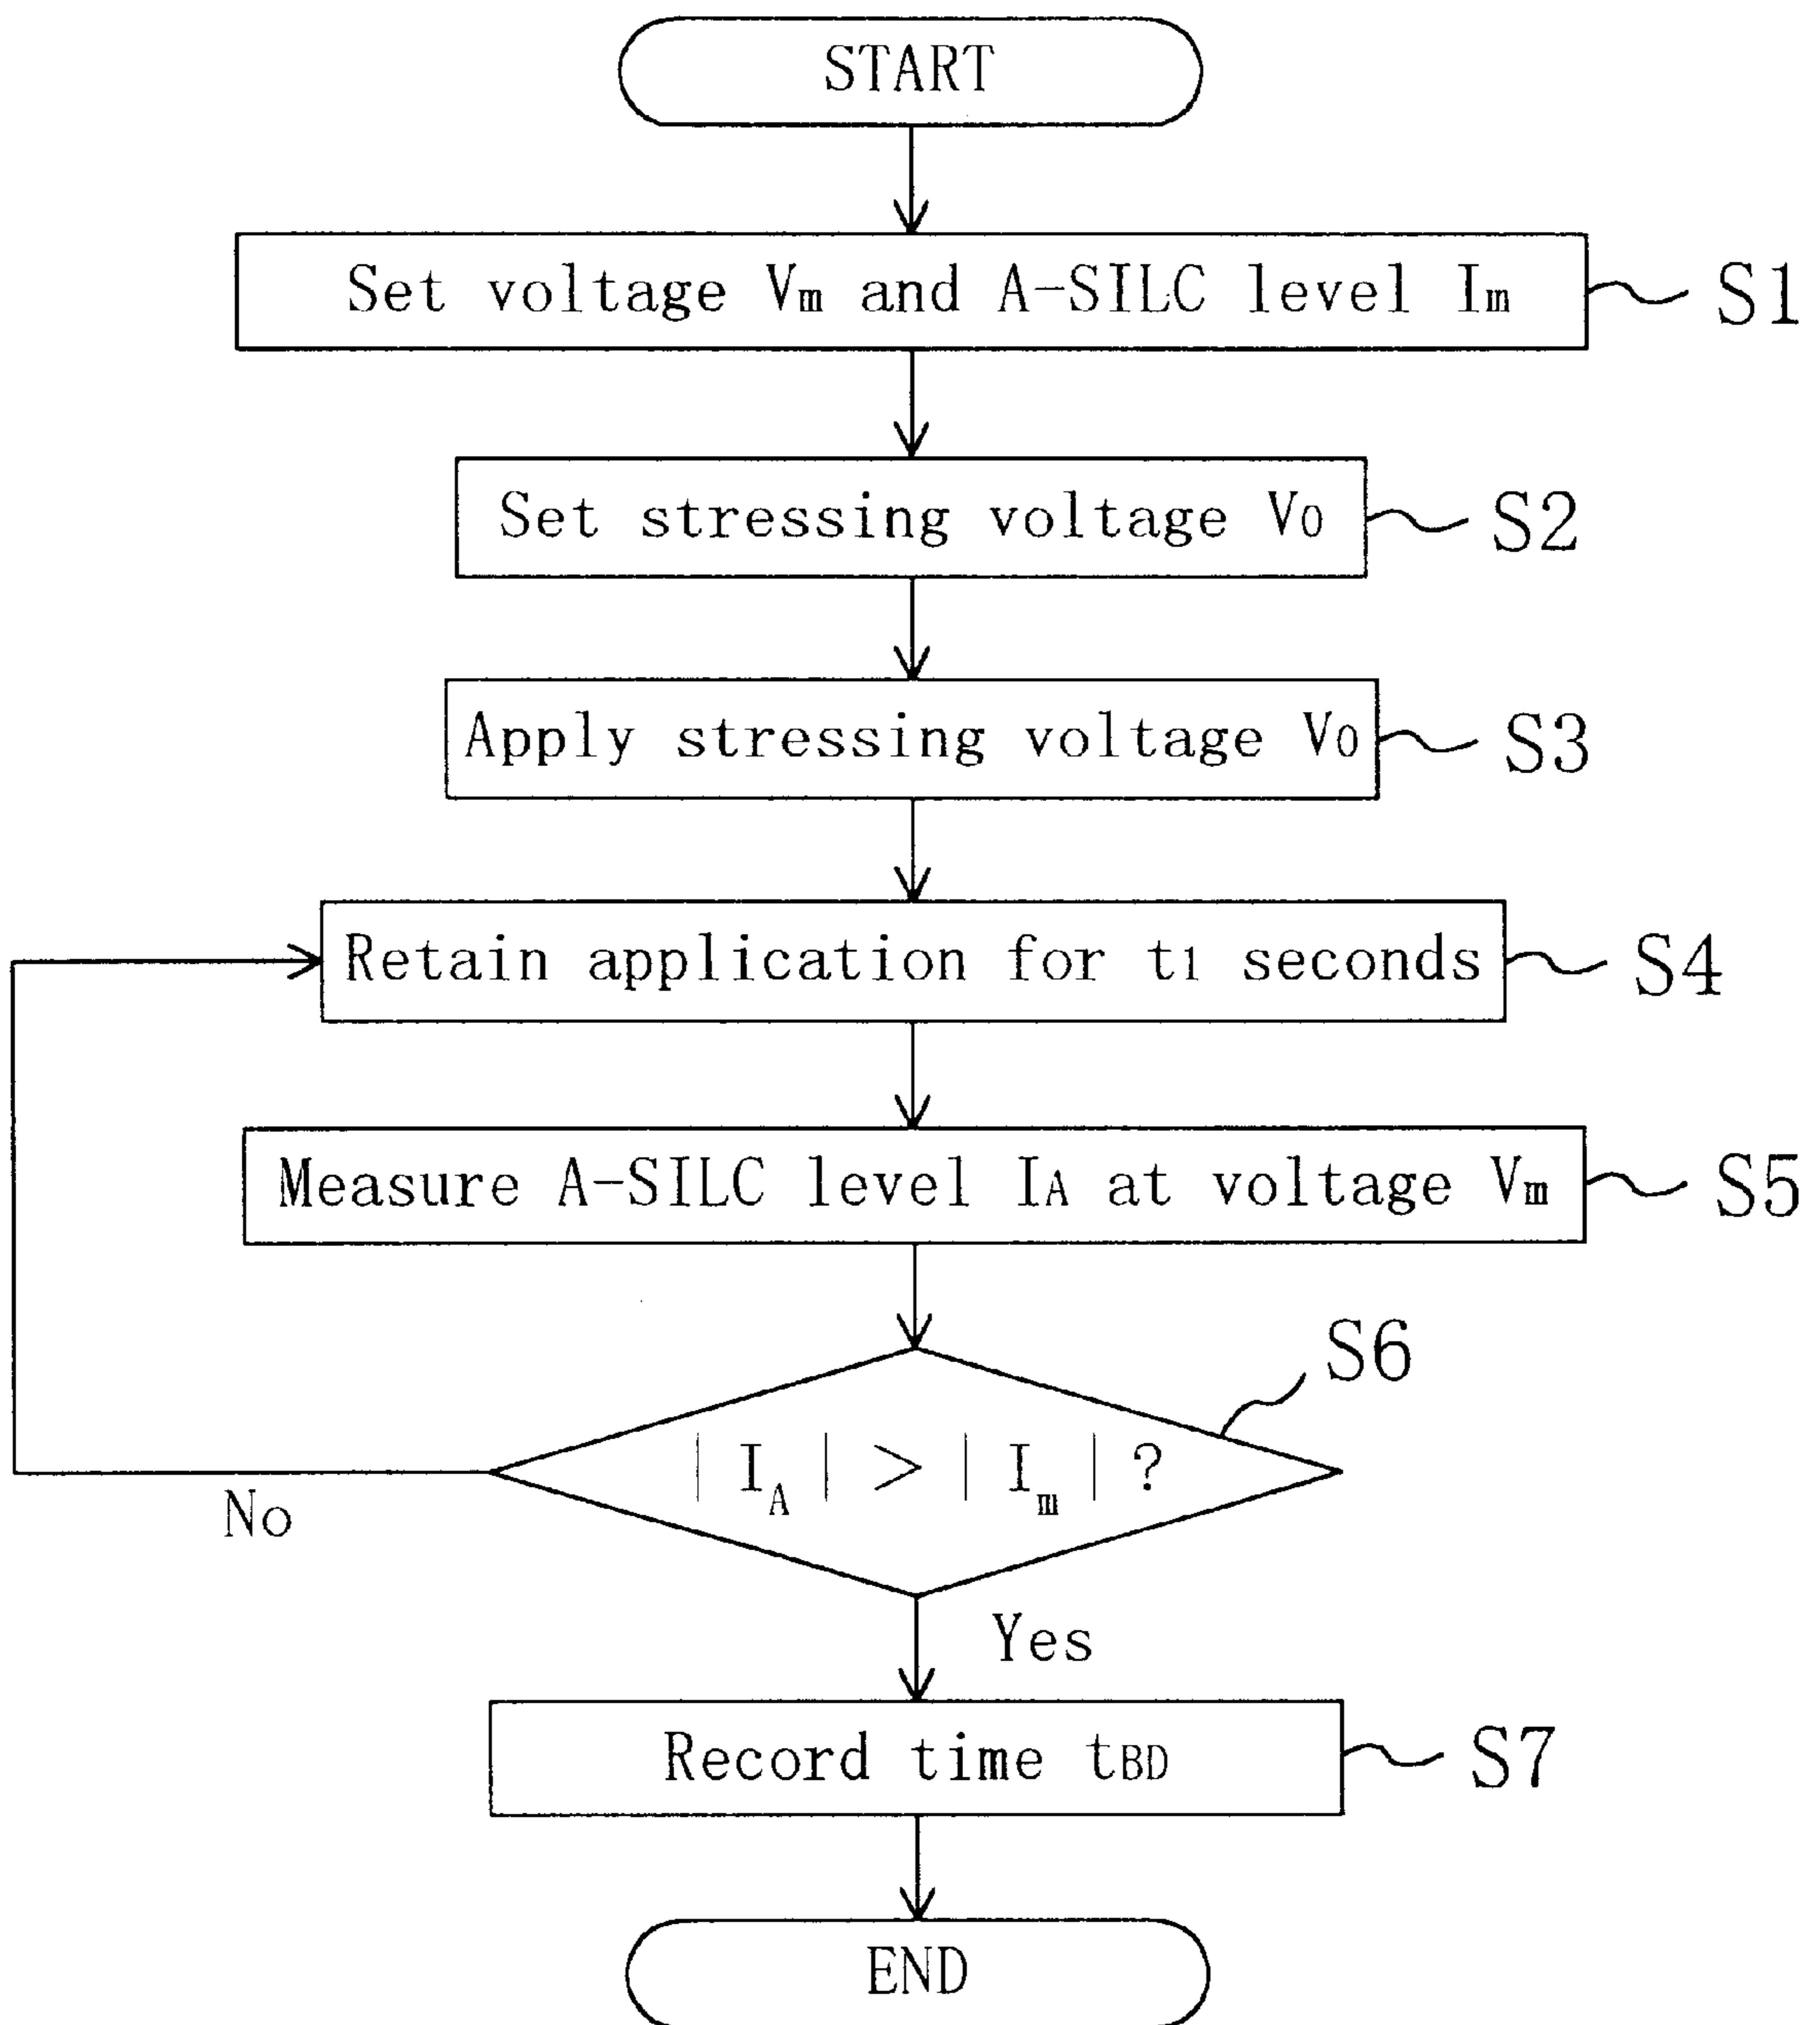 START
Set voltage Vm and A-SILC level Im
S1
Set stressing voltage V0
S2
Apply stressing voltage V0
S3
Retain application for t1 seconds
S4
Measure A-SILC level IA at voltage Vm
S5
S6
| IA | > | Im | ?
No
Yes
Record time tBD
S7
END